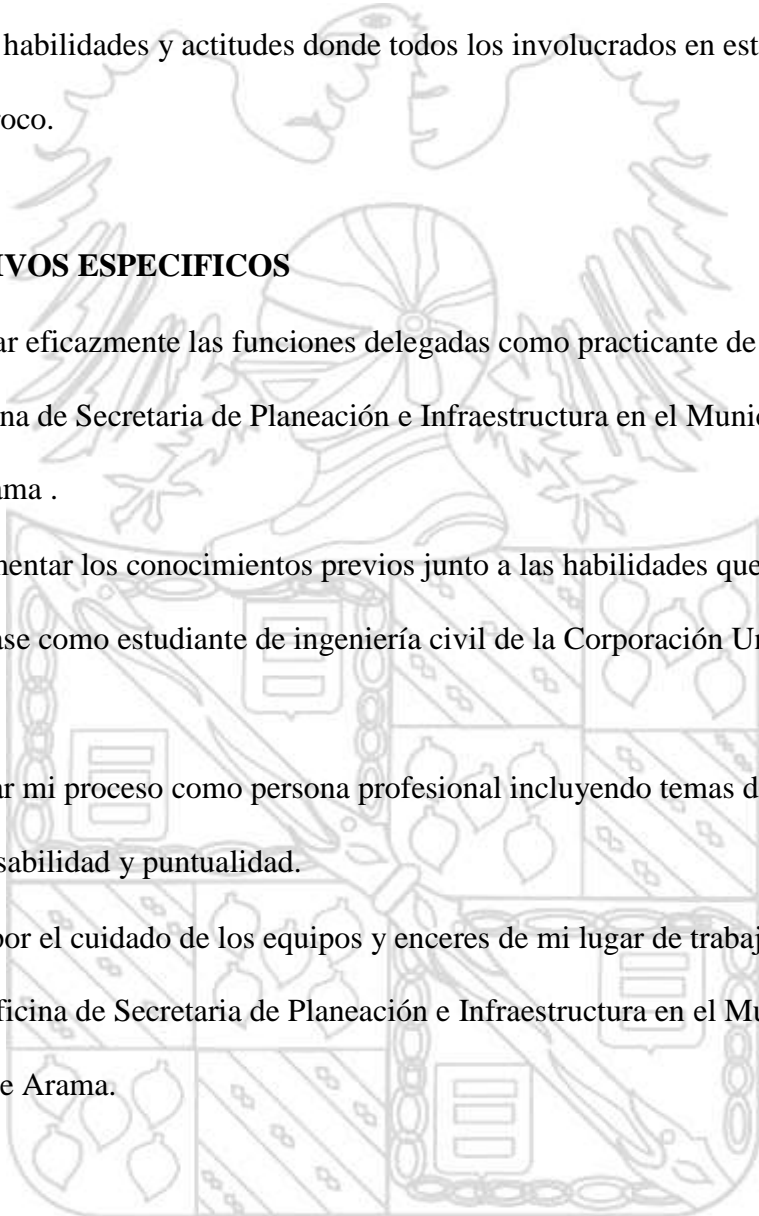 habilidades y actitudes donde todos los involucrados en est
roco.
IVOS ESPECIFICOS
ar eficazmente las funciones delegadas como practicante de
na de Secretaria de Planeación e Infraestructura en el Munic
ama .
mentar los conocimientos previos junto a las habilidades que
ase como estudiante de ingeniería civil de la Corporación Un
ar mi proceso como persona profesional incluyendo temas d
sabilidad y puntualidad.
por el cuidado de los equipos y enceres de mi lugar de trabaj
ficina de Secretaria de Planeación e Infraestructura en el Mu
e Arama.